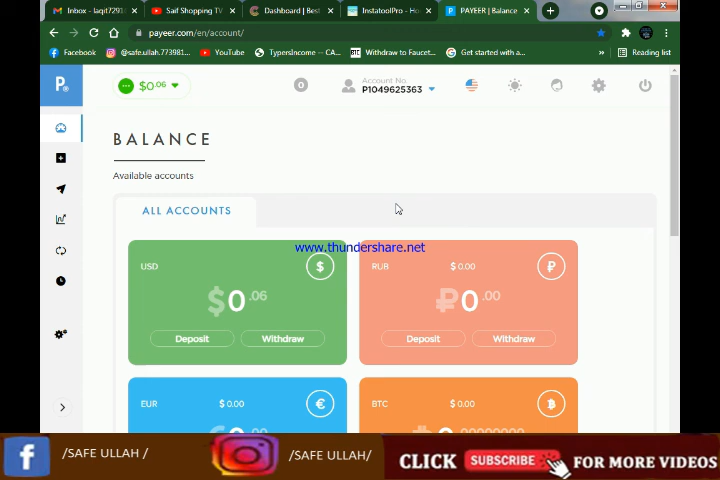 Inbox - laqit7291
Saif Shopping TV
Dashboard | Best
InstatoolPro - Ho
PAYEER | Balance
payeer.com/en/account/
Facebook
@safe.ullah.773981...
YouTube
TypersIncome -- CA...
Withdraw to Faucet...
Get started with a...
»
Reading list
P
$0.06
0
Account No.
P1049625363
BALANCE
Available accounts
ALL ACCOUNTS
www.thundershare.net
USD
$
$0.06
Deposit
Withdraw
RUB
$ 0.00
₽
₽0.00
Deposit
Withdraw
EUR
$ 0.00
€
BTC
$ 0.00
f
/SAFE ULLAH /
/SAFE ULLAH/
CLICK SUBSCRIBE FOR MORE VIDEOS